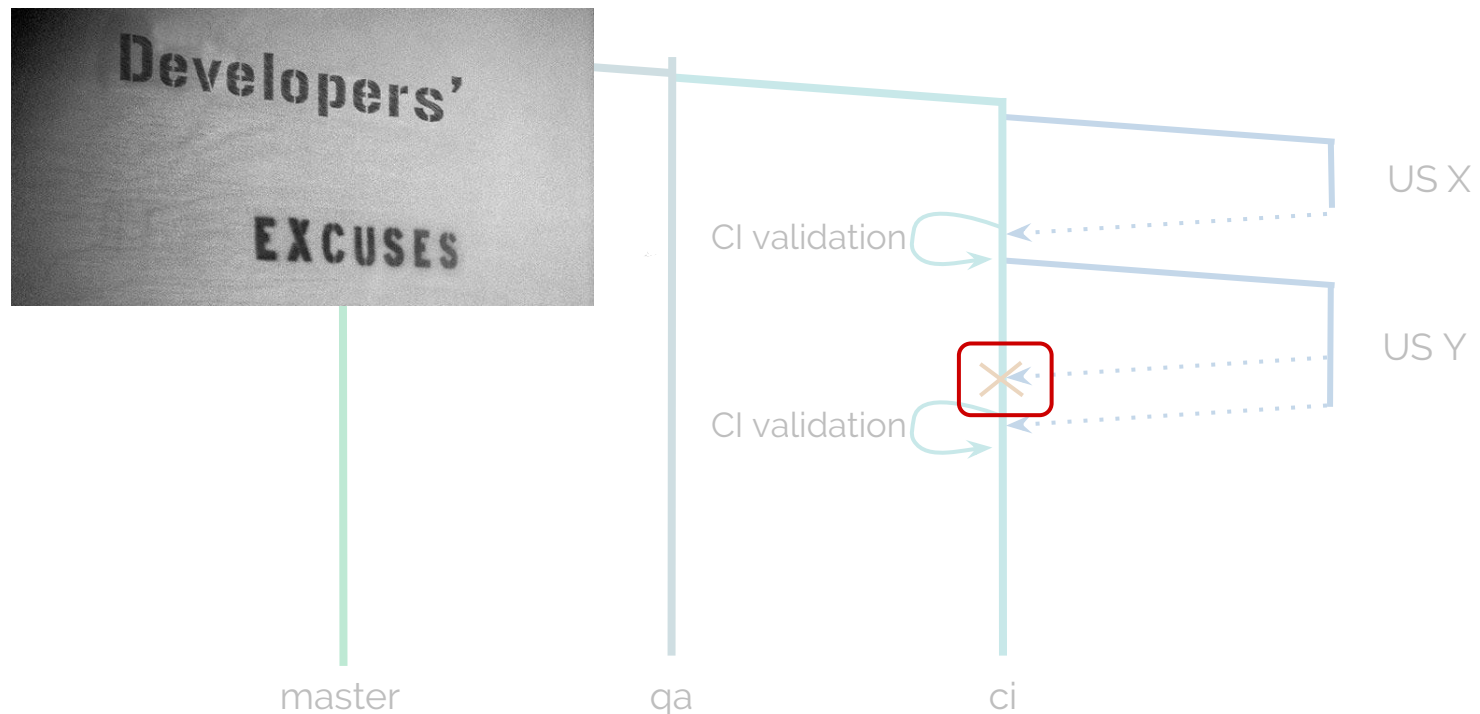 Developers’
EXCUSES
US X
CI validation
US Y
CI validation
master
qa
ci